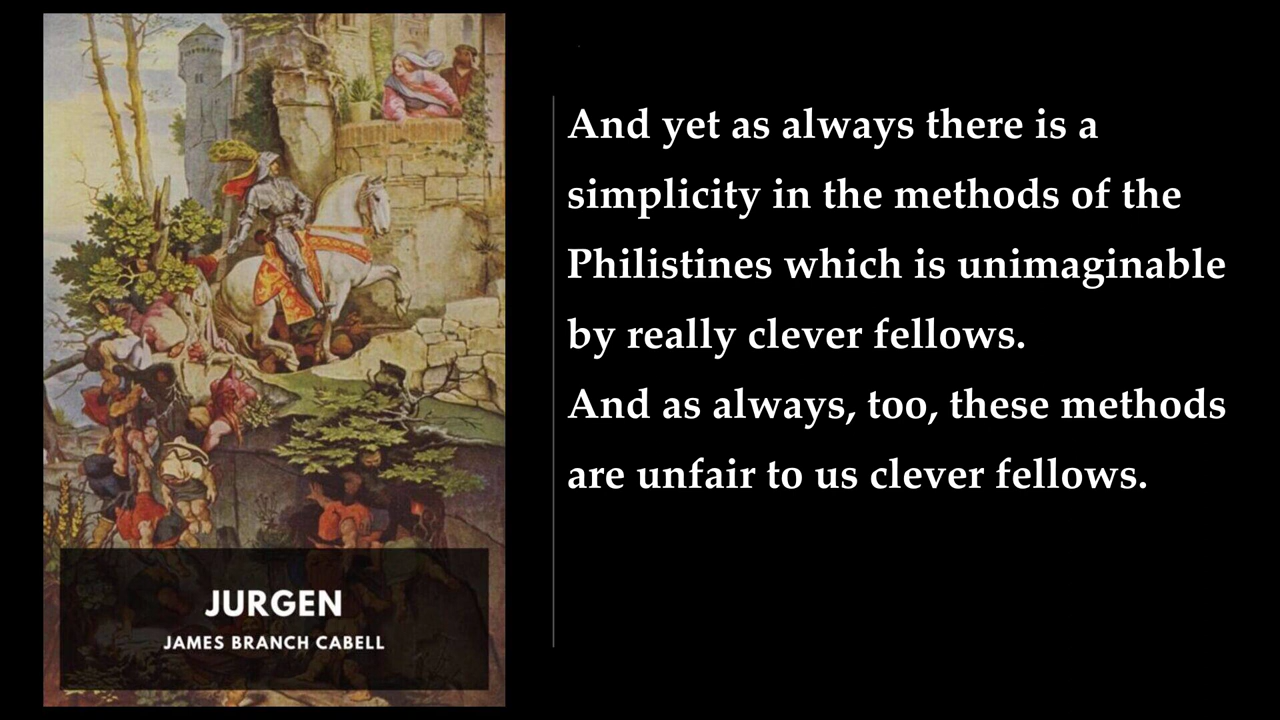 And yet as always there is a
simplicity in the methods of the
Philistines which is unimaginable
by really clever fellows.
And as always, too, these methods
are unfair to us clever fellows.
JURGEN
JAMES BRANCH CABELL